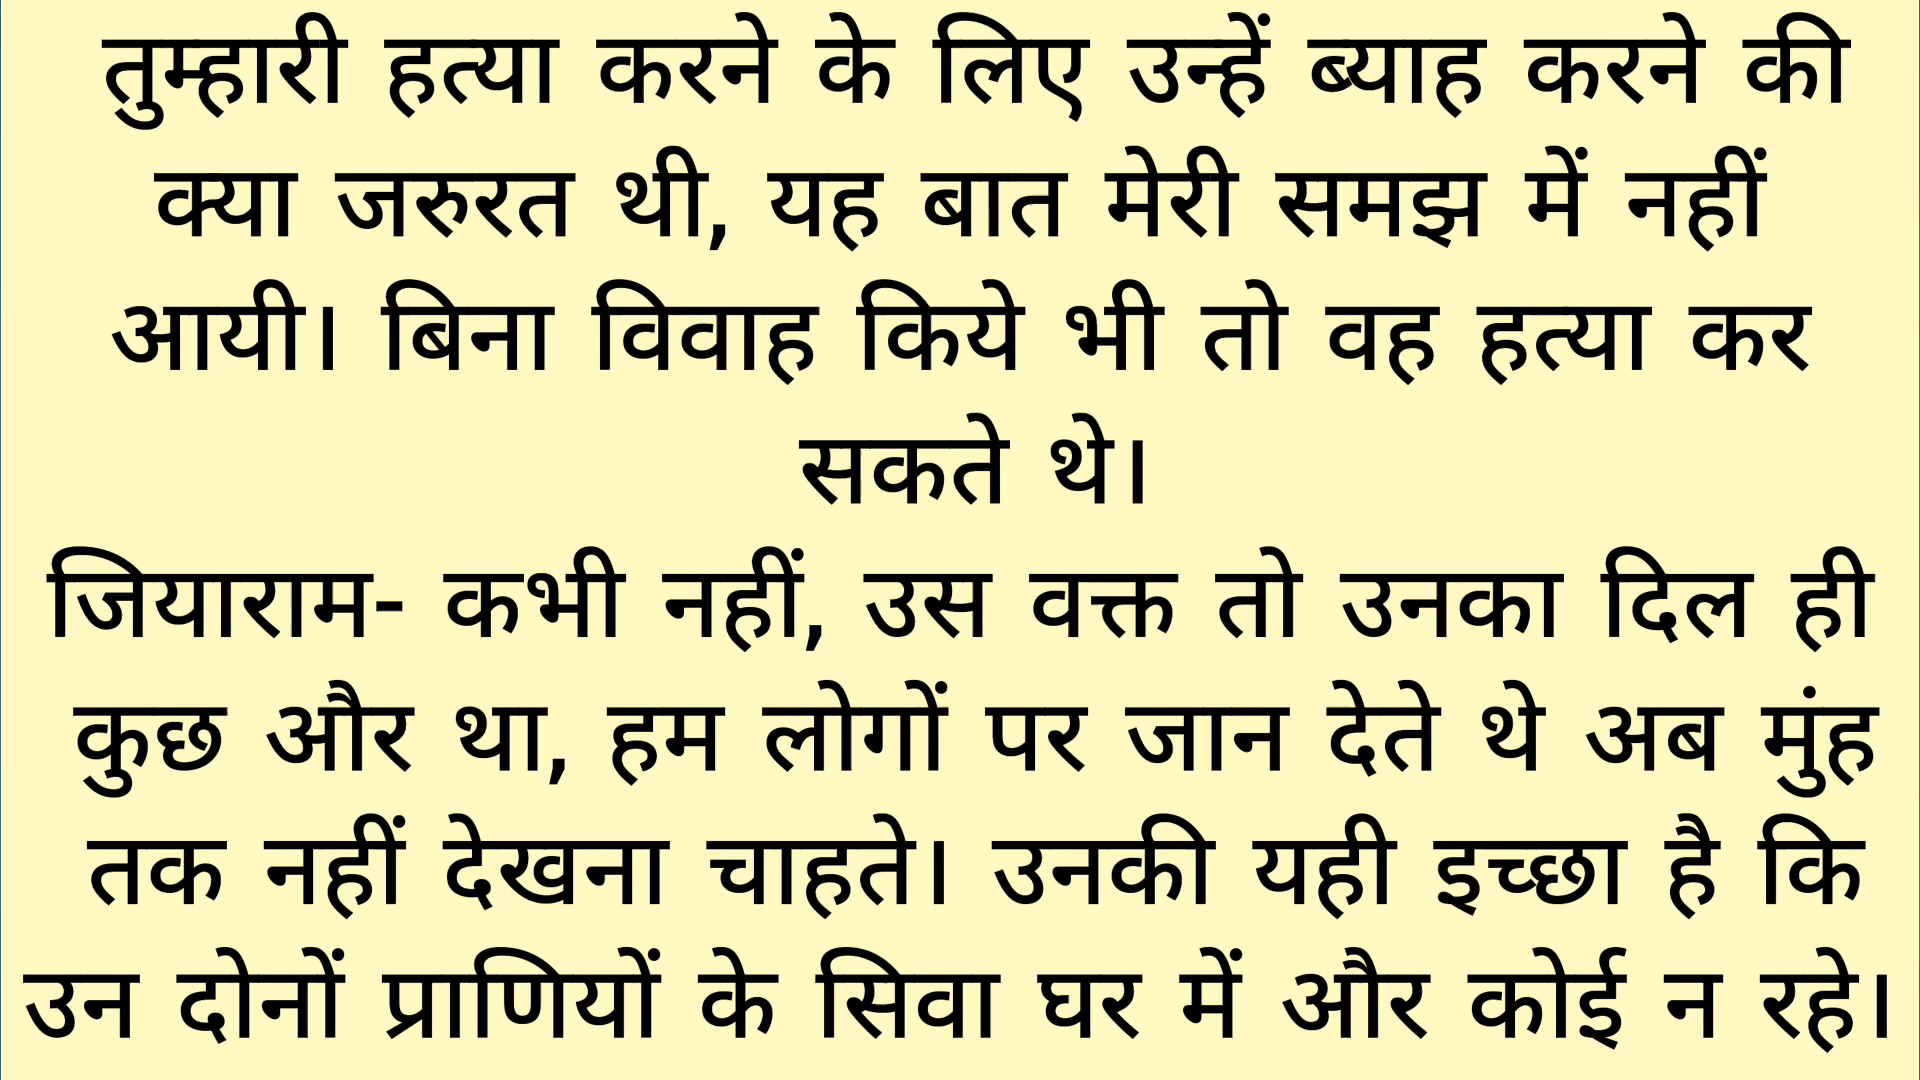 तुम्हारी हत्या करने के लिए उन्हें ब्याह करने की
क्या जरुरत थी, यह बात मेरी समझ में नहीं
आयी। बिना विवाह किये भी तो वह हत्या कर
सकते थे।
जियाराम- कभी नहीं, उस वक्त तो उनका दिल ही
कुछ और था, हम लोगों पर जान देते थे अब मुंह
तक नहीं देखना चाहते। उनकी यही इच्छा है कि
उन दोनों प्राणियों के सिवा घर में और कोई न रहे।